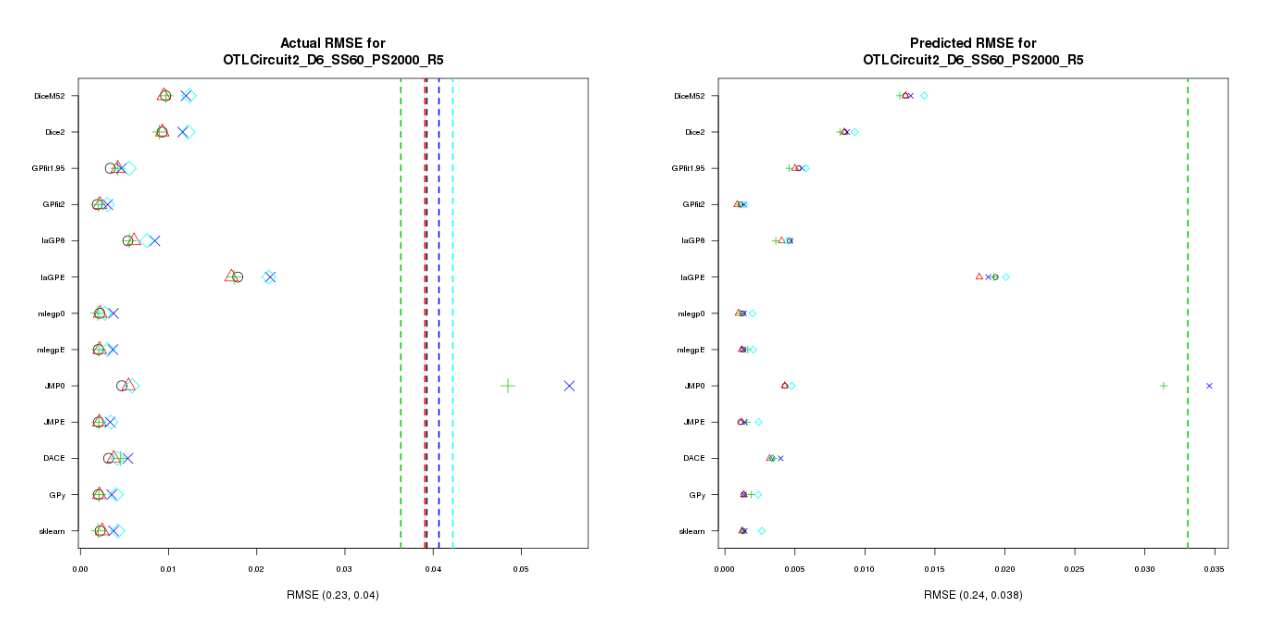 Actual RMSE for
OTLCircuit2_D6_SS60_PS2000_R5
DiceM52
Dice2
GPfit1.95
GPfit2
laGP6
laGPE
mlegp0
mlegpE
JMP0
JMPE
DACE
GPy
sklearn
0.00 0.01 0.02 0.03 0.04 0.05
RMSE (0.23, 0.04)
Predicted RMSE for
OTLCircuit2_D6_SS60_PS2000_R5
DiceM52
Dice2
GPfit1.95
GPfit2
laGP6
laGPE
mlegp0
mlegpE
JMP0
JMPE
DACE
GPy
sklearn
0.000 0.005 0.010 0.015 0.020 0.025 0.030 0.035
RMSE (0.24, 0.038)